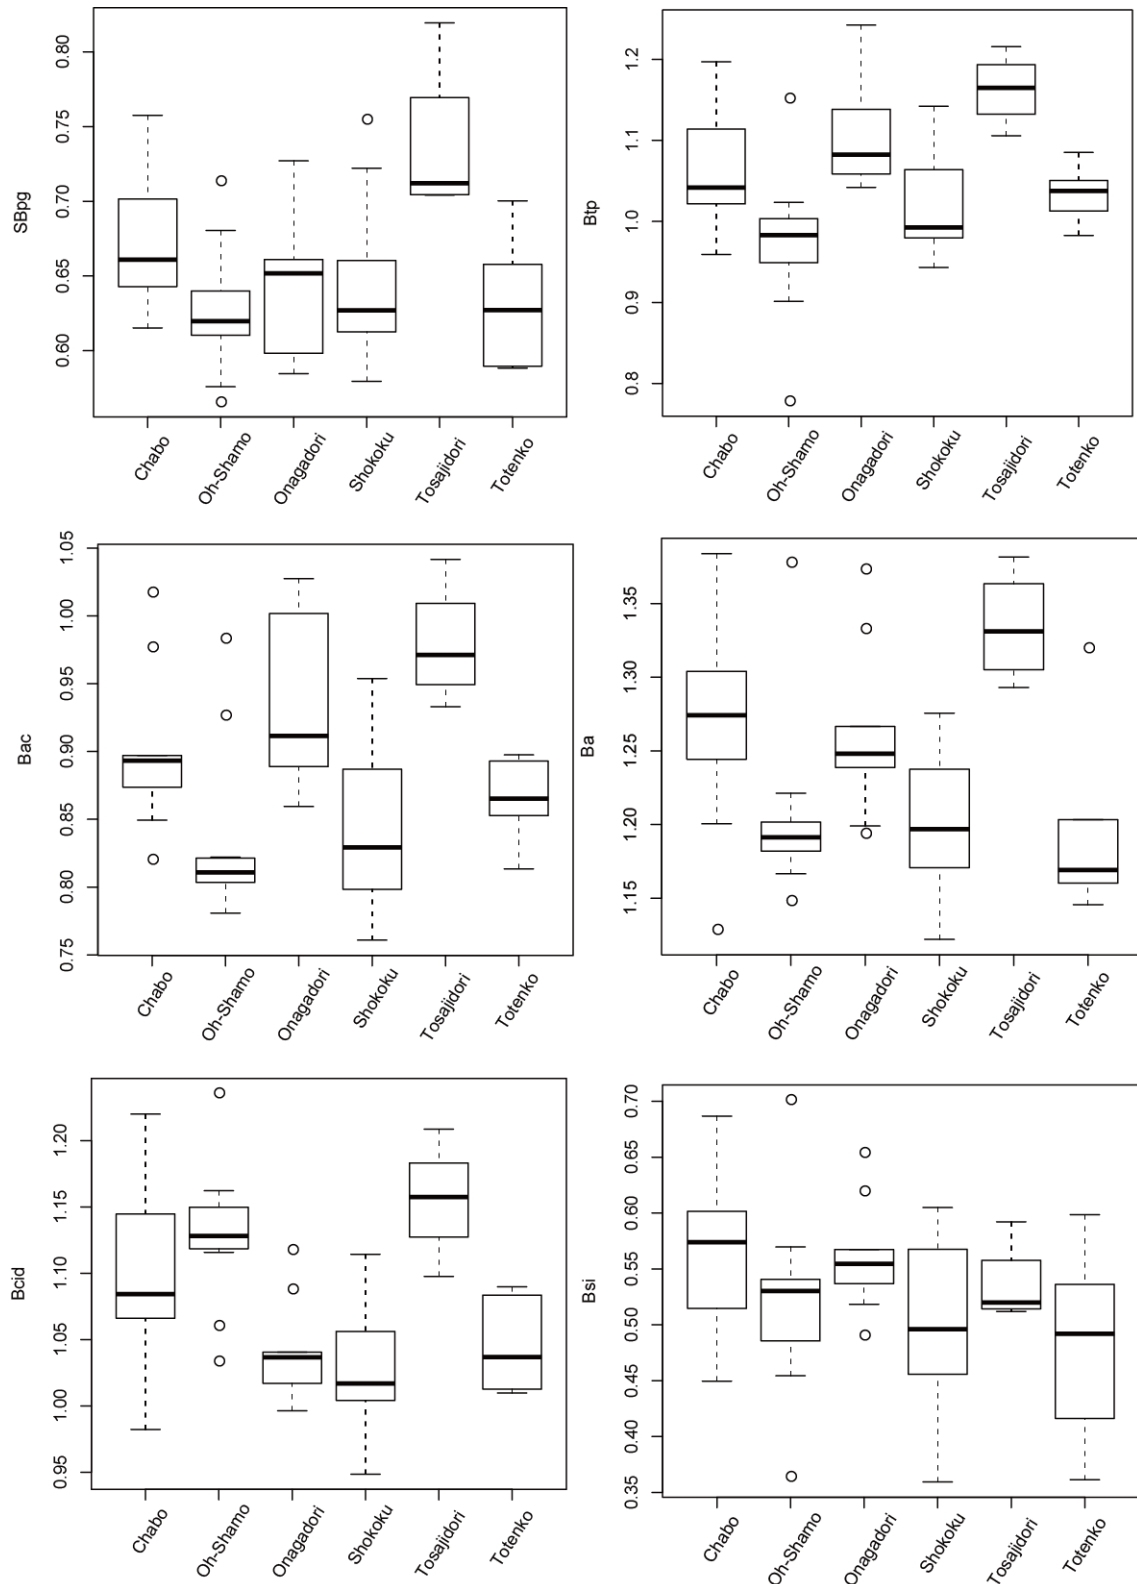 SBpg
0.80
0.75
0.70
0.65
0.60
Chabo
Oh-Shamo
Onagadori
Shokoku
Tosajidori
Totenko
Btp
1.2
1.1
1.0
0.9
0.8
Chabo
Oh-Shamo
Onagadori
Shokoku
Tosajidori
Totenko
Bac
1.05
1.00
0.95
0.90
0.85
0.80
0.75
Chabo
Oh-Shamo
Onagadori
Shokoku
Tosajidori
Totenko
Ba
1.35
1.30
1.25
1.20
1.15
Chabo
Oh-Shamo
Onagadori
Shokoku
Tosajidori
Totenko
Bcid
1.20
1.15
1.10
1.05
1.00
0.95
Chabo
Oh-Shamo
Onagadori
Shokoku
Tosajidori
Totenko
Bsi
0.70
0.65
0.60
0.55
0.50
0.45
0.40
0.35
Chabo
Oh-Shamo
Onagadori
Shokoku
Tosajidori
Totenko